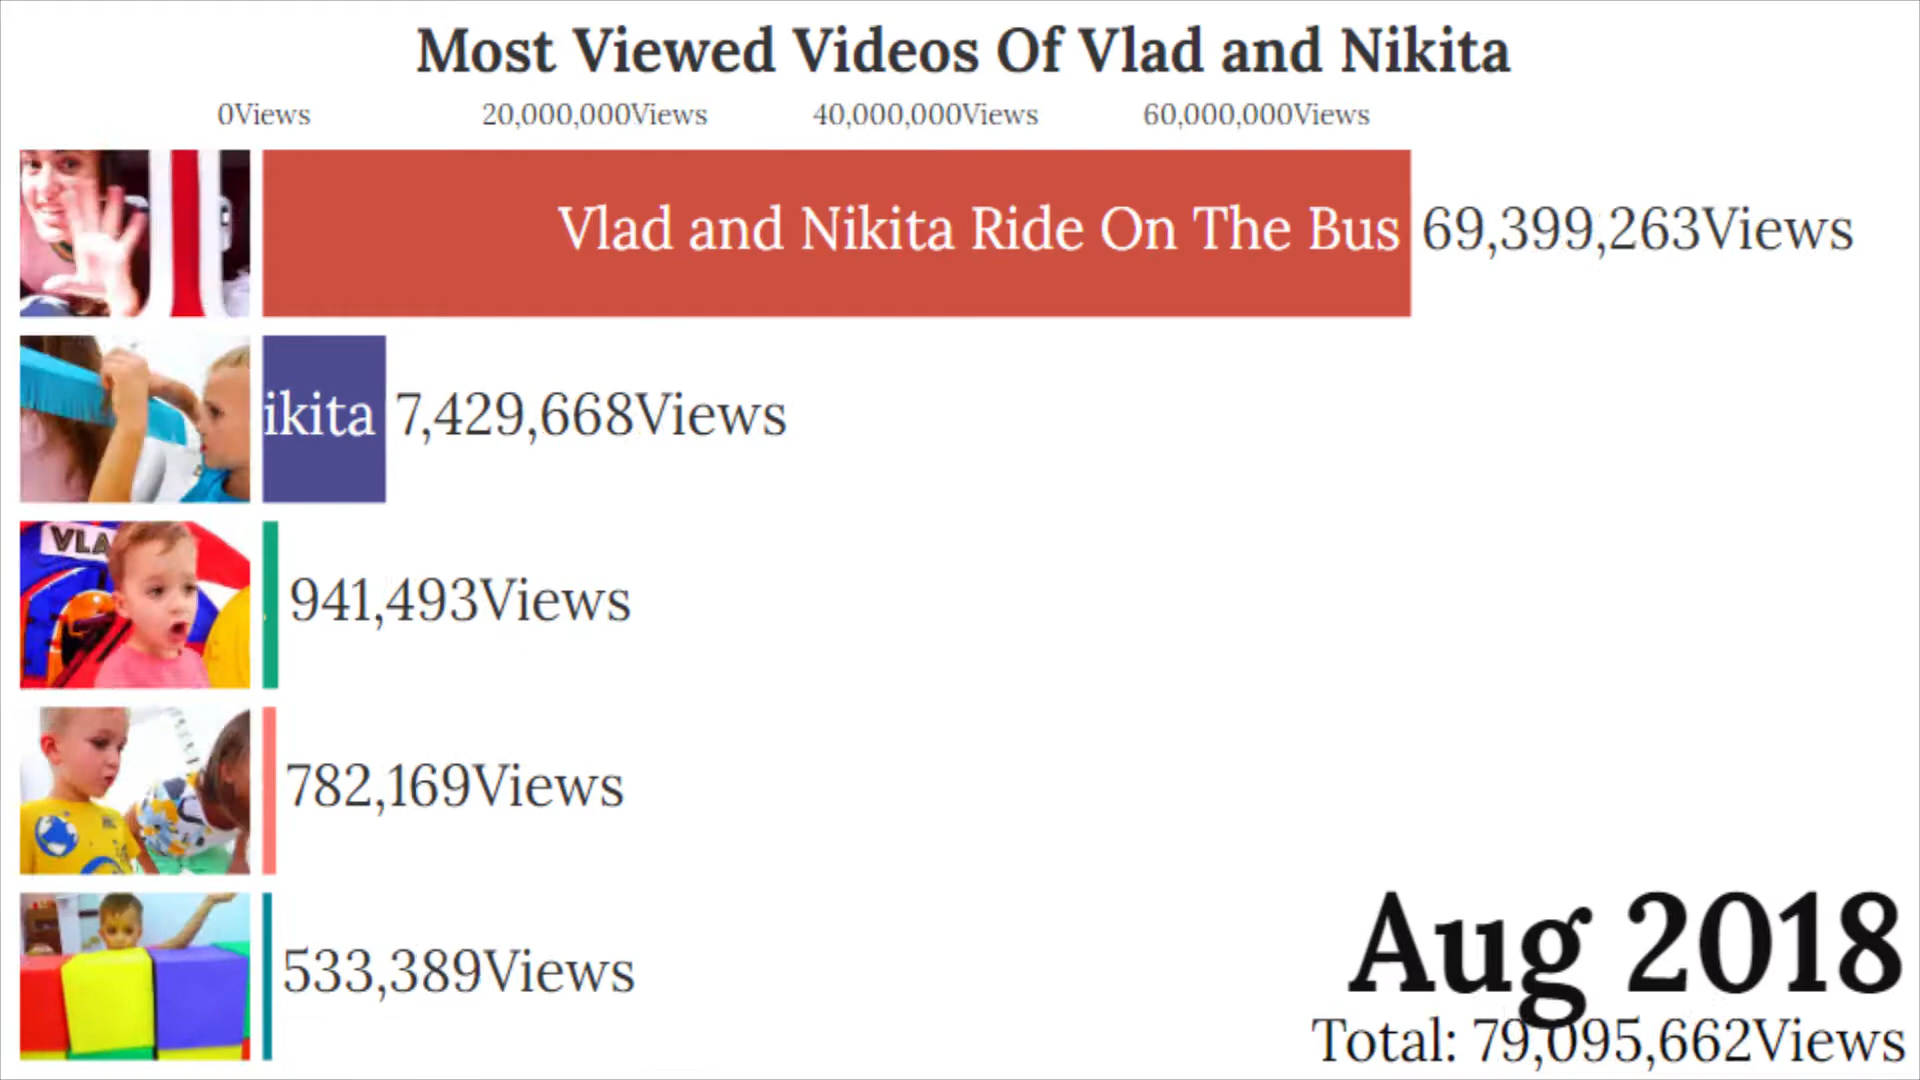 Most Viewed Videos Of Vlad and Nikita
0Views 20,000,000Views 40,000,000Views 60,000,000Views
Vlad and Nikita Ride On The Bus 69,399,263Views
ikita 7,429,668Views
VLA
941,493Views
782,169Views
533,389Views
Aug 2018
Total: 79,095,662Views